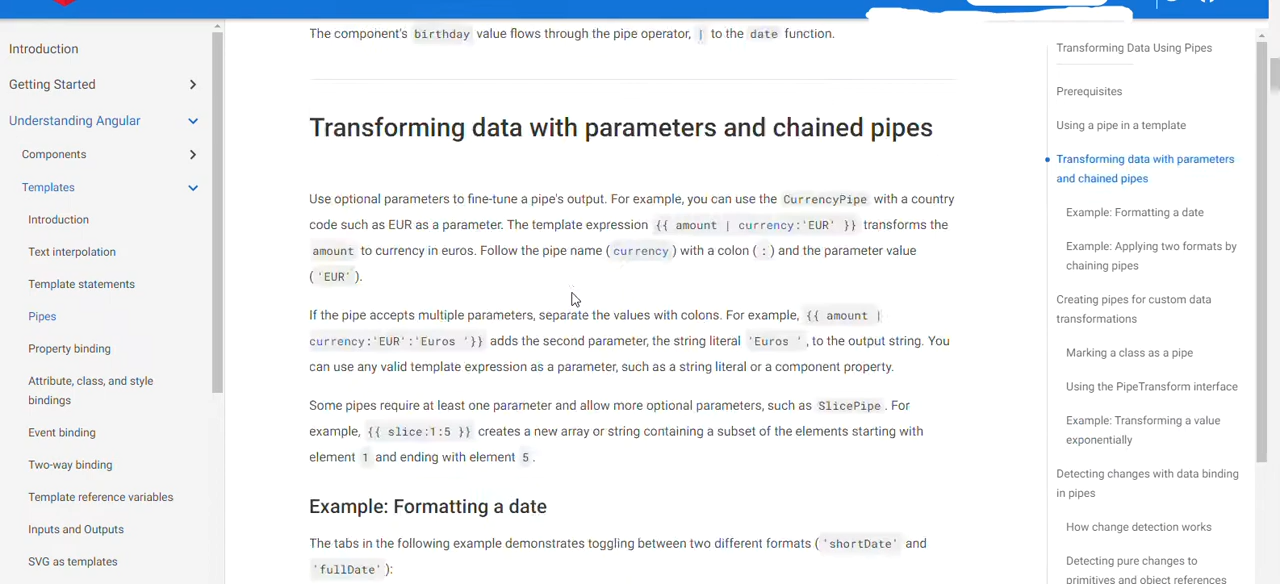 Introduction
Getting Started
Understanding Angular
Components
Templates
Introduction
Text interpolation
Template statements
Pipes
Property binding
Attribute, class, and style
bindings
Event binding
Two-way binding
Template reference variables
Inputs and Outputs
SVG as templates
The component's birthday value flows through the pipe operator, | to the date function.
Transforming data with parameters and chained pipes
Use optional parameters to fine-tune a pipe's output. For example, you can use the CurrencyPipe with a country
code such as EUR as a parameter. The template expression {{ amount | currency:'EUR' }} transforms the
amount to currency in euros. Follow the pipe name (currency) with a colon (:) and the parameter value
('EUR').
If the pipe accepts multiple parameters, separate the values with colons. For example, {{ amount |
currency:'EUR':'Euros '}} adds the second parameter, the string literal 'Euros ', to the output string. You
can use any valid template expression as a parameter, such as a string literal or a component property.
Some pipes require at least one parameter and allow more optional parameters, such as SlicePipe. For
example, {{ slice:1:5 }} creates a new array or string containing a subset of the elements starting with
element 1 and ending with element 5.
Example: Formatting a date
The tabs in the following example demonstrates toggling between two different formats ('shortDate' and
'fullDate'):
Transforming Data Using Pipes
Prerequisites
Using a pipe in a template
Transforming data with parameters
and chained pipes
Example: Formatting a date
Example: Applying two formats by
chaining pipes
Creating pipes for custom data
transformations
Marking a class as a pipe
Using the PipeTransform interface
Example: Transforming a value
exponentially
Detecting changes with data binding
in pipes
How change detection works
Detecting pure changes to
primitives and object references